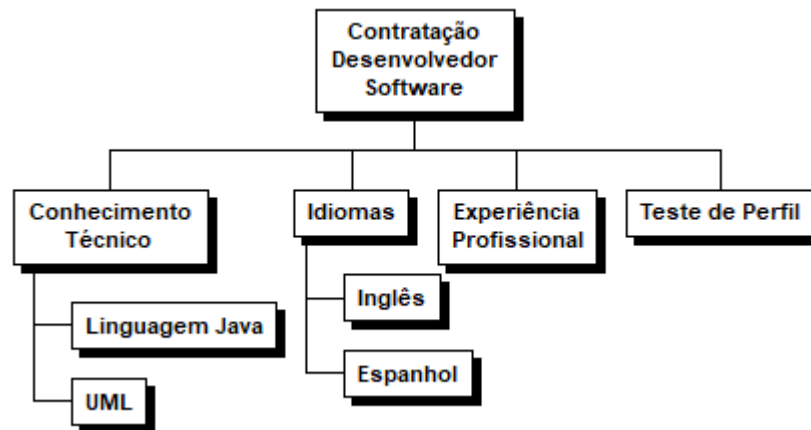 Contratação
Desenvolvedor
Software
Conhecimento
Técnico
Idiomas
Experiência
Profissional
Teste de Perfil
Linguagem Java
UML
Inglês
Espanhol